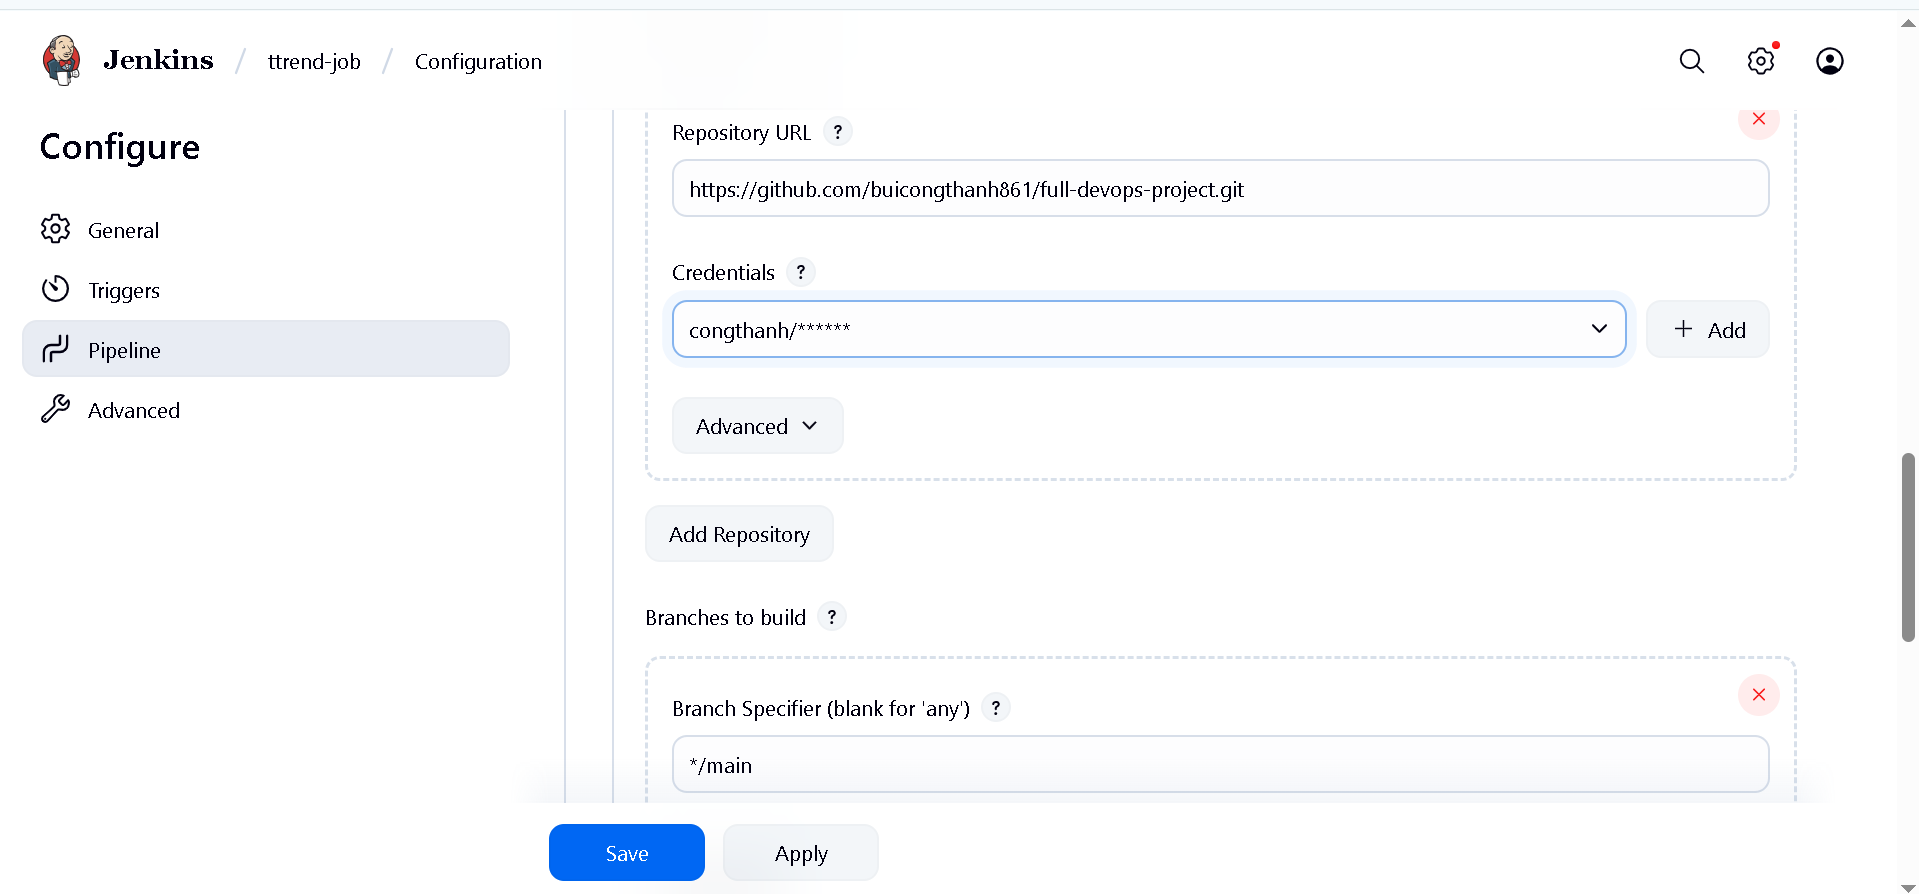 Jenkins / ttrend-job / Configuration
Configure
General
Triggers
Pipeline
Advanced
Repository URL ?
https://github.com/buicongthanh861/full-devops-project.git
Credentials ?
congthanh/******
+ Add
Advanced
Add Repository
Branches to build ?
Branch Specifier (blank for 'any') ?
*/main
Save
Apply